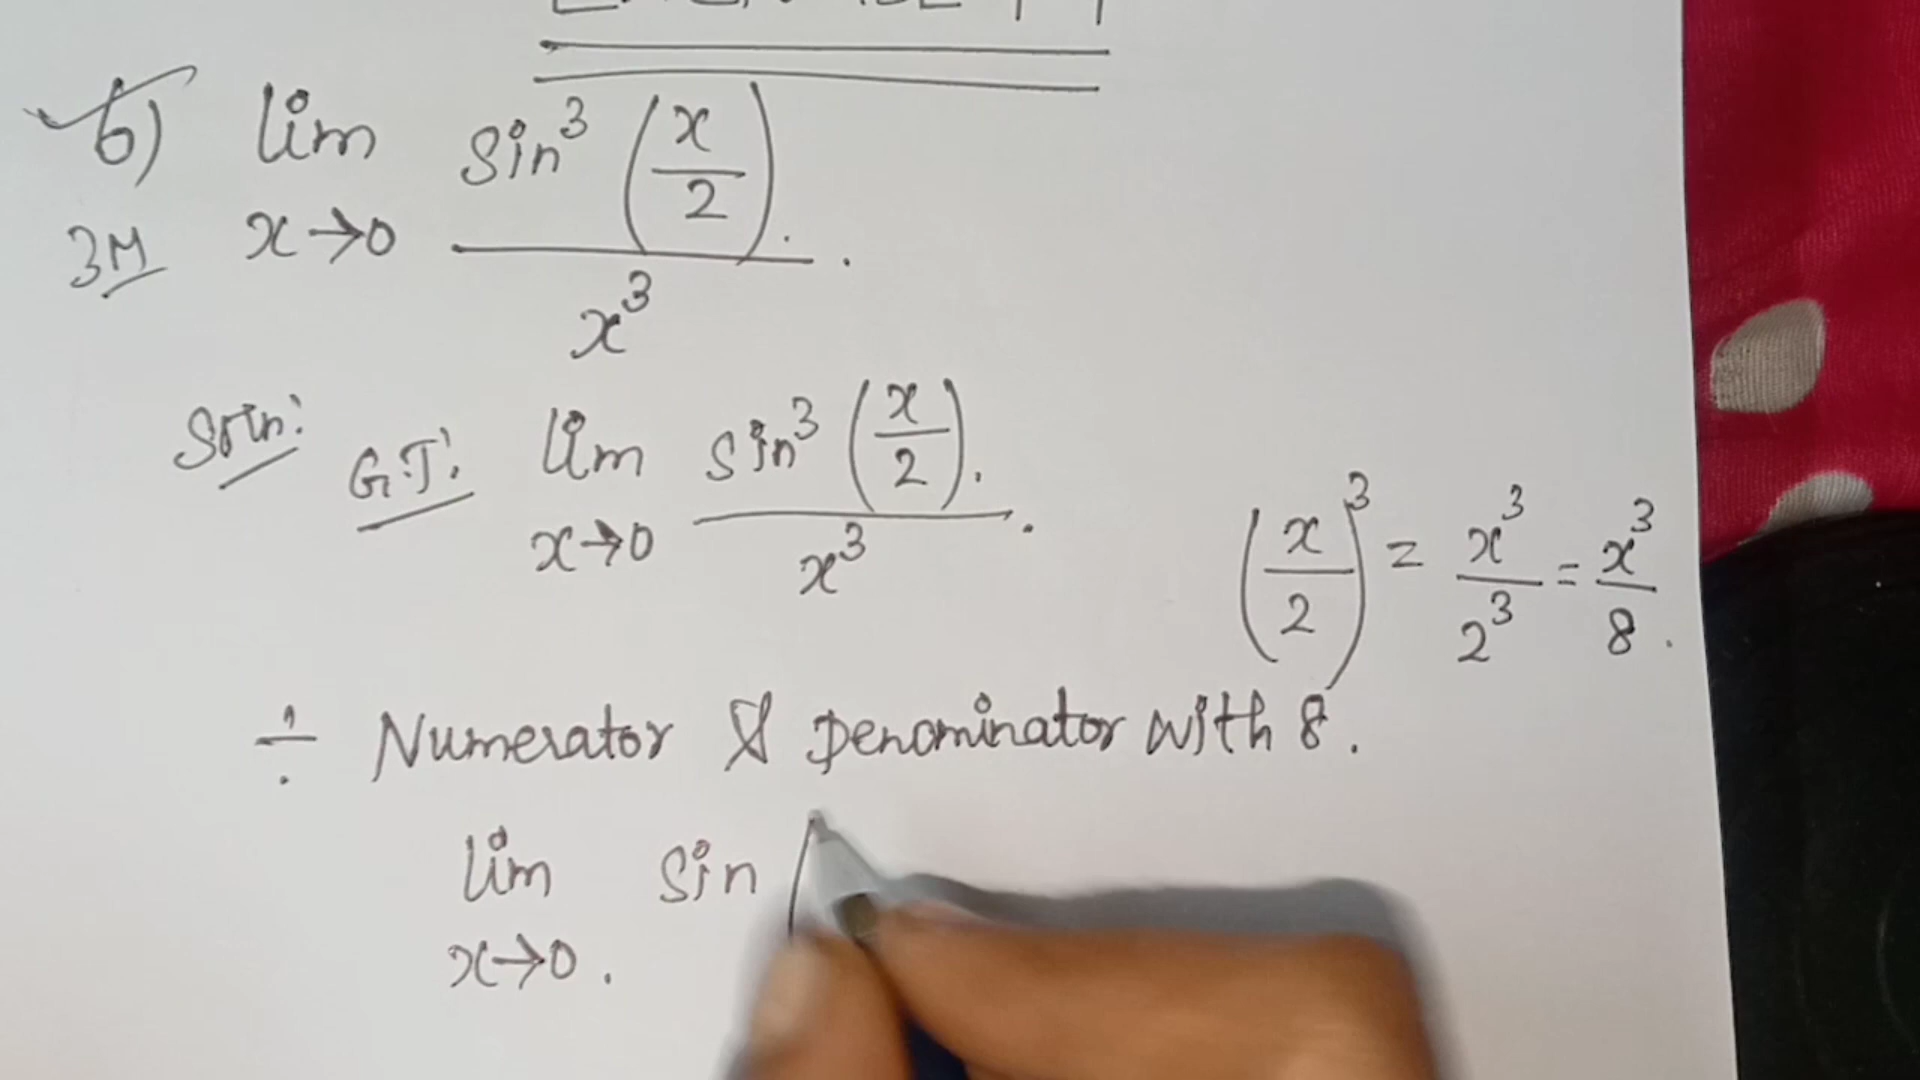 6) lim sin³ (x/2).
3M x→0 x³ .
Soln: G.T: lim sin³ (x/2).
x→0 x³ .
(x/2)³ = x³/2³ = x³/8 .
÷ Numerator & Denominator with 8 .
lim sin (
x→0 .